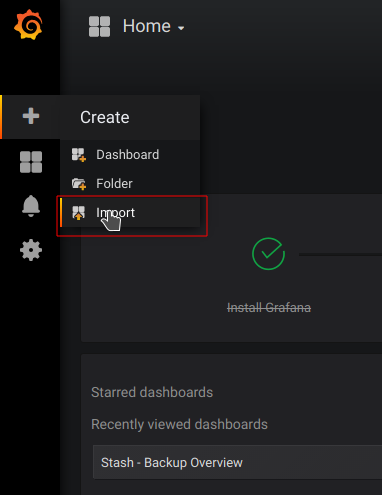 Home
Create
Dashboard
Folder
Import
Install Grafana
Starred dashboards
Recently viewed dashboards
Stash - Backup Overview